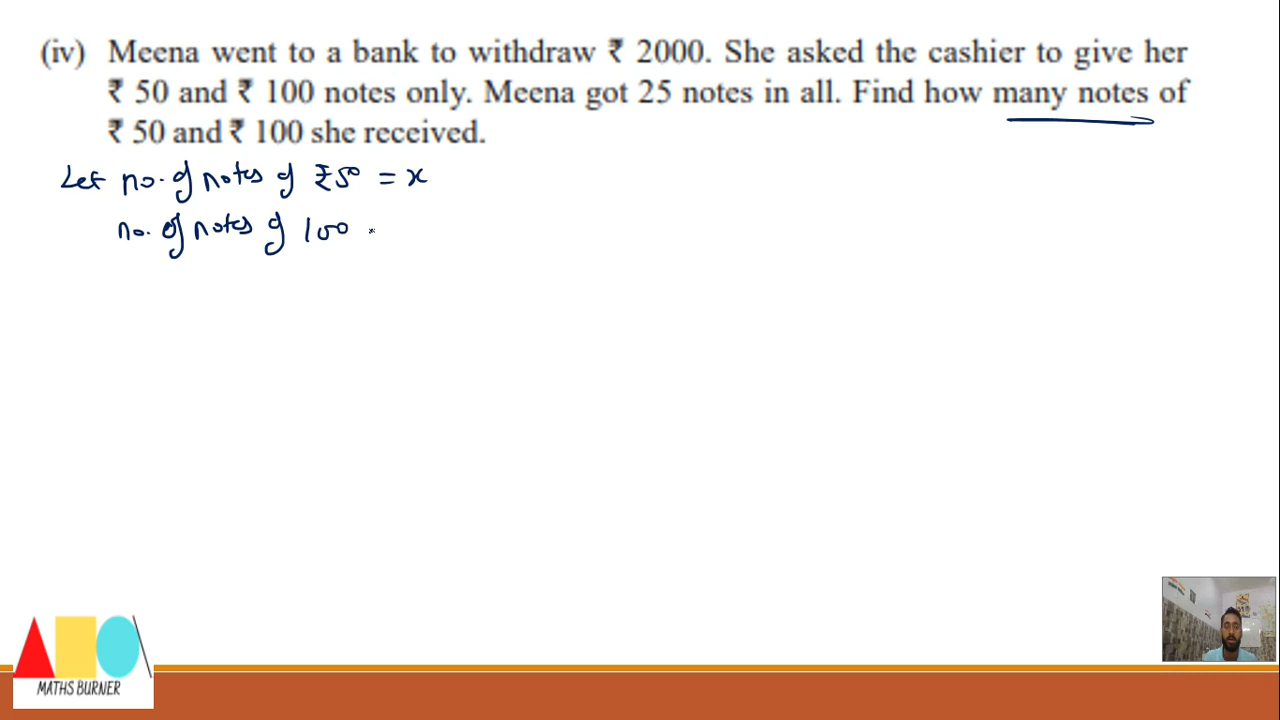 (iv) Meena went to a bank to withdraw ₹ 2000. She asked the cashier to give her
₹ 50 and ₹ 100 notes only. Meena got 25 notes in all. Find how many notes of
₹ 50 and ₹ 100 she received.
Let no. of notes of ₹50 = x
no. of notes of 100
MATHS BURNER